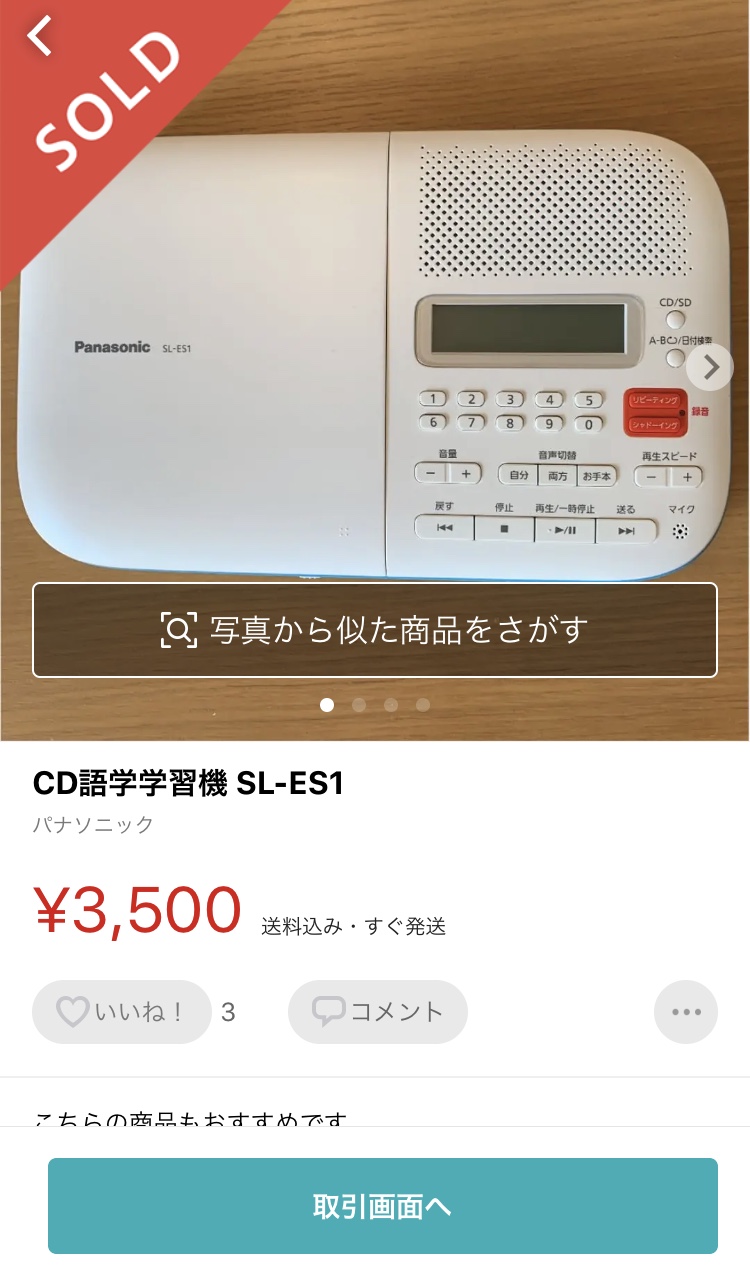 SOLD
Panasonic SL-ES1
CD/SD
A-B⮌/日付検索
1 2 3 4 5
6 7 8 9 0
リピーティング
録音
シャドーイング
音量
音声切替
再生スピード
− +
自分 両方 お手本
− +
戻す 停止 再生/一時停止 送る マイク
写真から似た商品をさがす
CD語学学習機 SL-ES1
パナソニック
¥3,500 送料込み・すぐ発送
いいね! 3 コメント
こちらの商品もおすすめです
取引画面へ